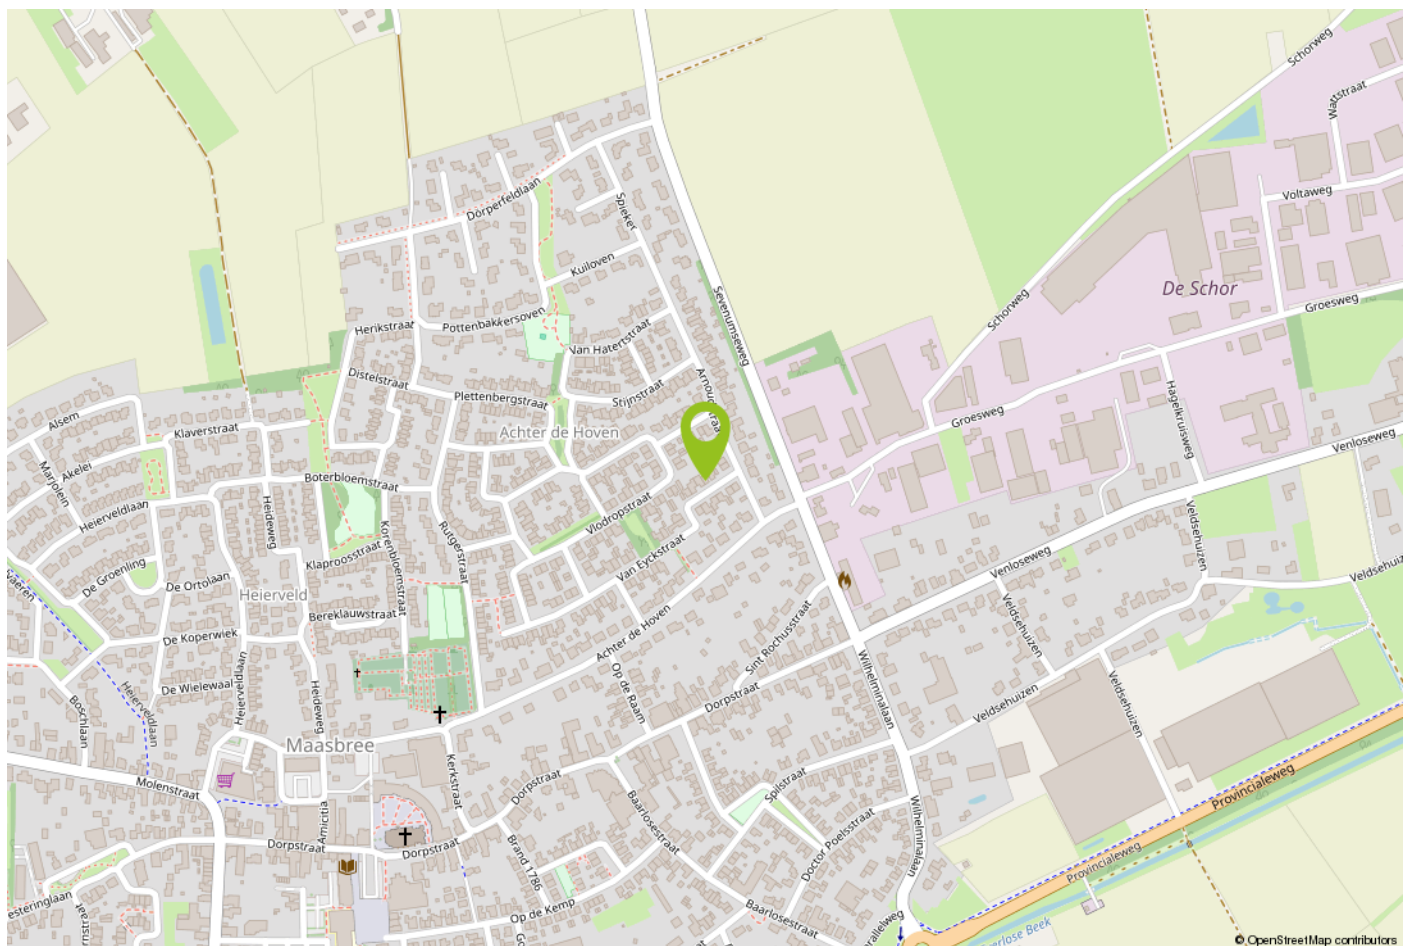 Schorweg
Wattstraat
Voltaweg
Dörperfeldlaan
Spieker
Kuiloven
De Schor
Groesweg
Sevenumseweg
Schorweg
Herikstraat
Pottenbakkersoven
Van Hatertstraat
Distelstraat
Plettenbergstraat
Stijnstraat
Hagelkruisweg
Groesweg
Alsem
Klaverstraat
Achter de Hoven
Venloseweg
Akelei
Marjolein
Boterbloemstraat
Heierveldlaan
Heideweg
Vlodropstraat
Korenbloemstraat
Rutgerstraat
Veldsehuizen
Klaproosstraat
Van Eyckstraat
Venloseweg
De Groenling
De Ortolaan
Heierveld
Bereklauwstraat
Veldsehuizen
De Koperwiek
Achter de Hoven
Sint Rochusstraat
Wilhelminalaan
De Wielewaal
Heierveldlaan
Heierveldlaan
Heideweg
Op de Raam
Dorpstraat
Veldsehuizen
Veldsehuizen
Boschlaan
Maasbree
Kerkstraat
Molenstraat
Dorpstraat
Spilstraat
Provincialeweg
Amicitia
Baarlosestraat
Doctor Poelsstraat
Wilhelminalaan
Dorpstraat
Dorpstraat
Brand 1786
Provincialeweg
Op de Kemp
Baarlosestraat
© OpenStreetMap contributors